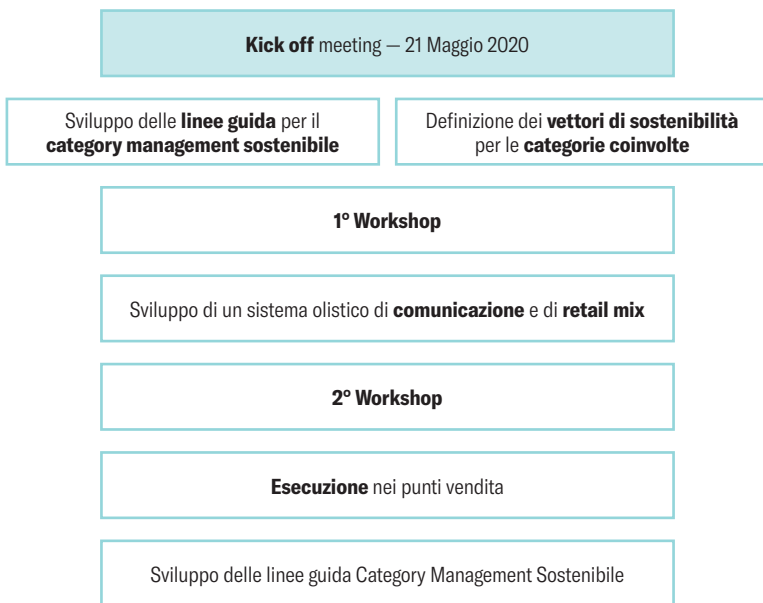 Kick off meeting — 21 Maggio 2020
Sviluppo delle linee guida per il
category management sostenibile
Definizione dei vettori di sostenibilità
per le categorie coinvolte
1° Workshop
Sviluppo di un sistema olistico di comunicazione e di retail mix
2° Workshop
Esecuzione nei punti vendita
Sviluppo delle linee guida Category Management Sostenibile